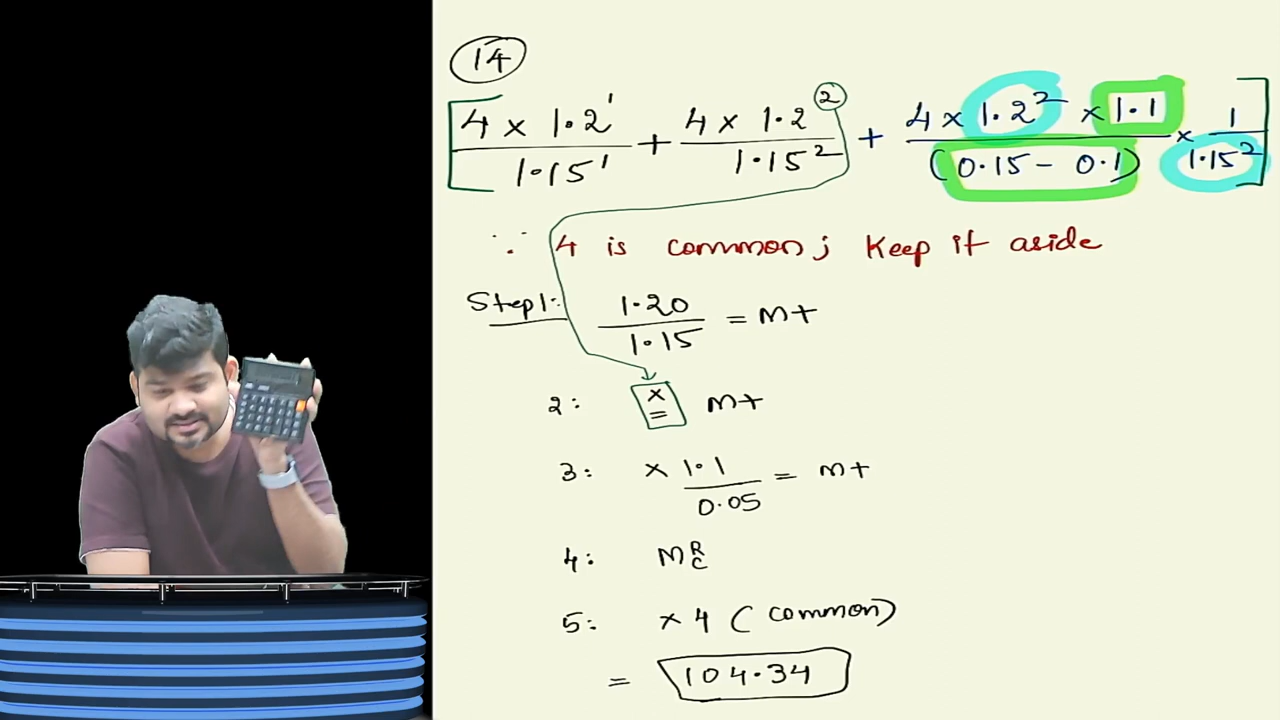 14
[ 4 × 1.2¹ / 1.15¹ + 4 × 1.2² / 1.15² + 4 × 1.2² × 1.1 / (0.15 - 0.1) × 1 / 1.15² ]
∵ 4 is common; Keep it aside
Step1: 1.20 / 1.15 = m+
2: × = m+
3: × 1.1 / 0.05 = m+
4: MRC
5: × 4 (common)
= 104.34